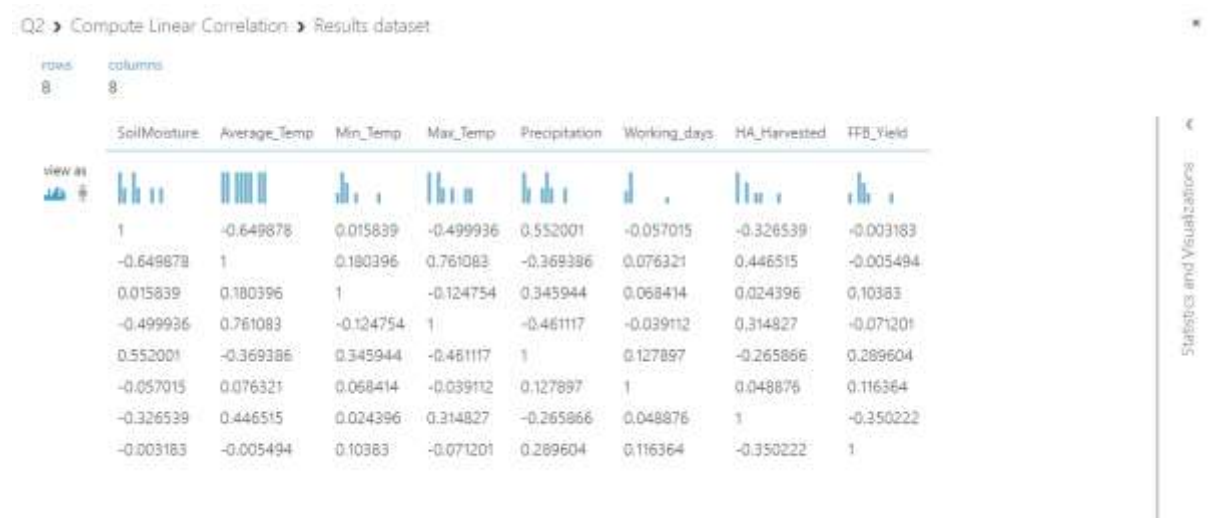 Q2 › Compute Linear Correlation › Results dataset
rows columns
8 8
SoilMoisture Average_Temp Min_Temp Max_Temp Precipitation Working_days HA_Harvested FFB_Yield
view as
1 -0.649878 0.015839 -0.499936 0.552001 -0.057015 -0.326539 -0.003183
-0.649878 1 0.180396 0.761083 -0.369386 0.076321 0.446515 -0.005494
0.015839 0.180396 1 -0.124754 0.345944 0.068414 0.024396 0.10383
-0.499936 0.761083 -0.124754 1 -0.461117 -0.039112 0.314827 -0.071201
0.552001 -0.369386 0.345944 -0.461117 1 0.127897 -0.265866 0.289604
-0.057015 0.076321 0.068414 -0.039112 0.127897 1 0.048876 0.116364
-0.326539 0.446515 0.024396 0.314827 -0.265866 0.048876 1 -0.350222
-0.003183 -0.005494 0.10383 -0.071201 0.289604 0.116364 -0.350222 1
Statistics and Visualizations